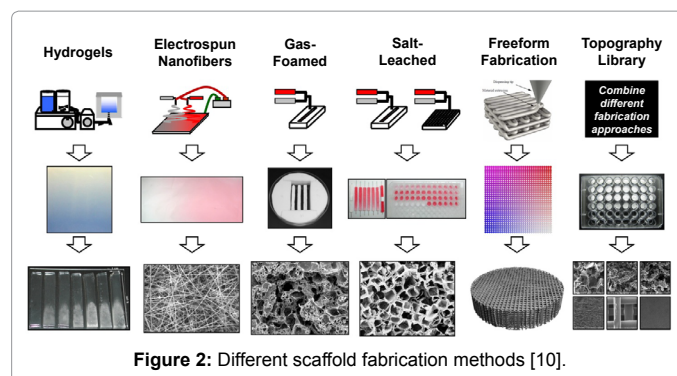 Hydrogels
Electrospun
Nanofibers
Gas-
Foamed
Salt-
Leached
Freeform
Fabrication
Topography
Library
Combine
different
fabrication
approaches
Figure 2: Different scaffold fabrication methods [10].